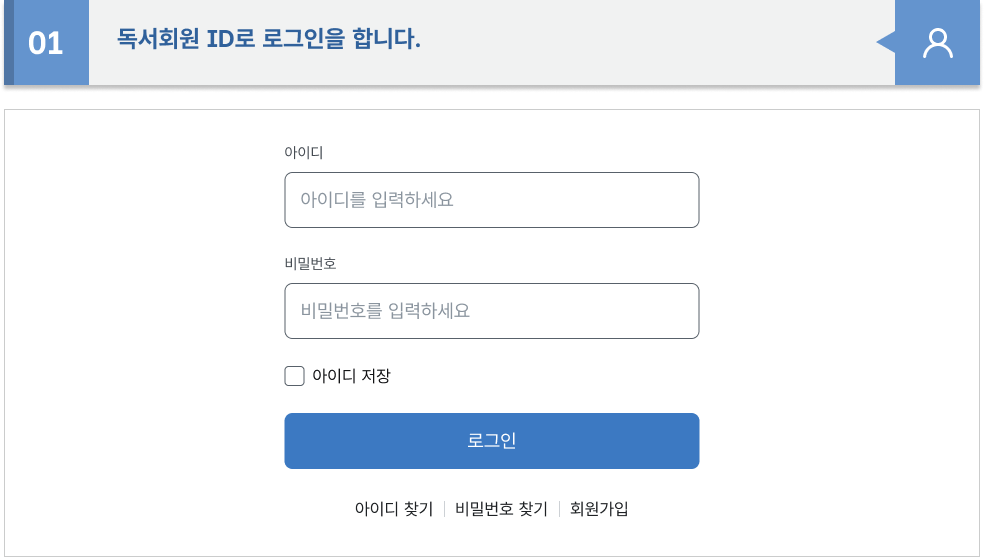 01
독서회원 ID로 로그인을 합니다.
아이디
아이디를 입력하세요
비밀번호
비밀번호를 입력하세요
아이디 저장
로그인
아이디 찾기 | 비밀번호 찾기 | 회원가입